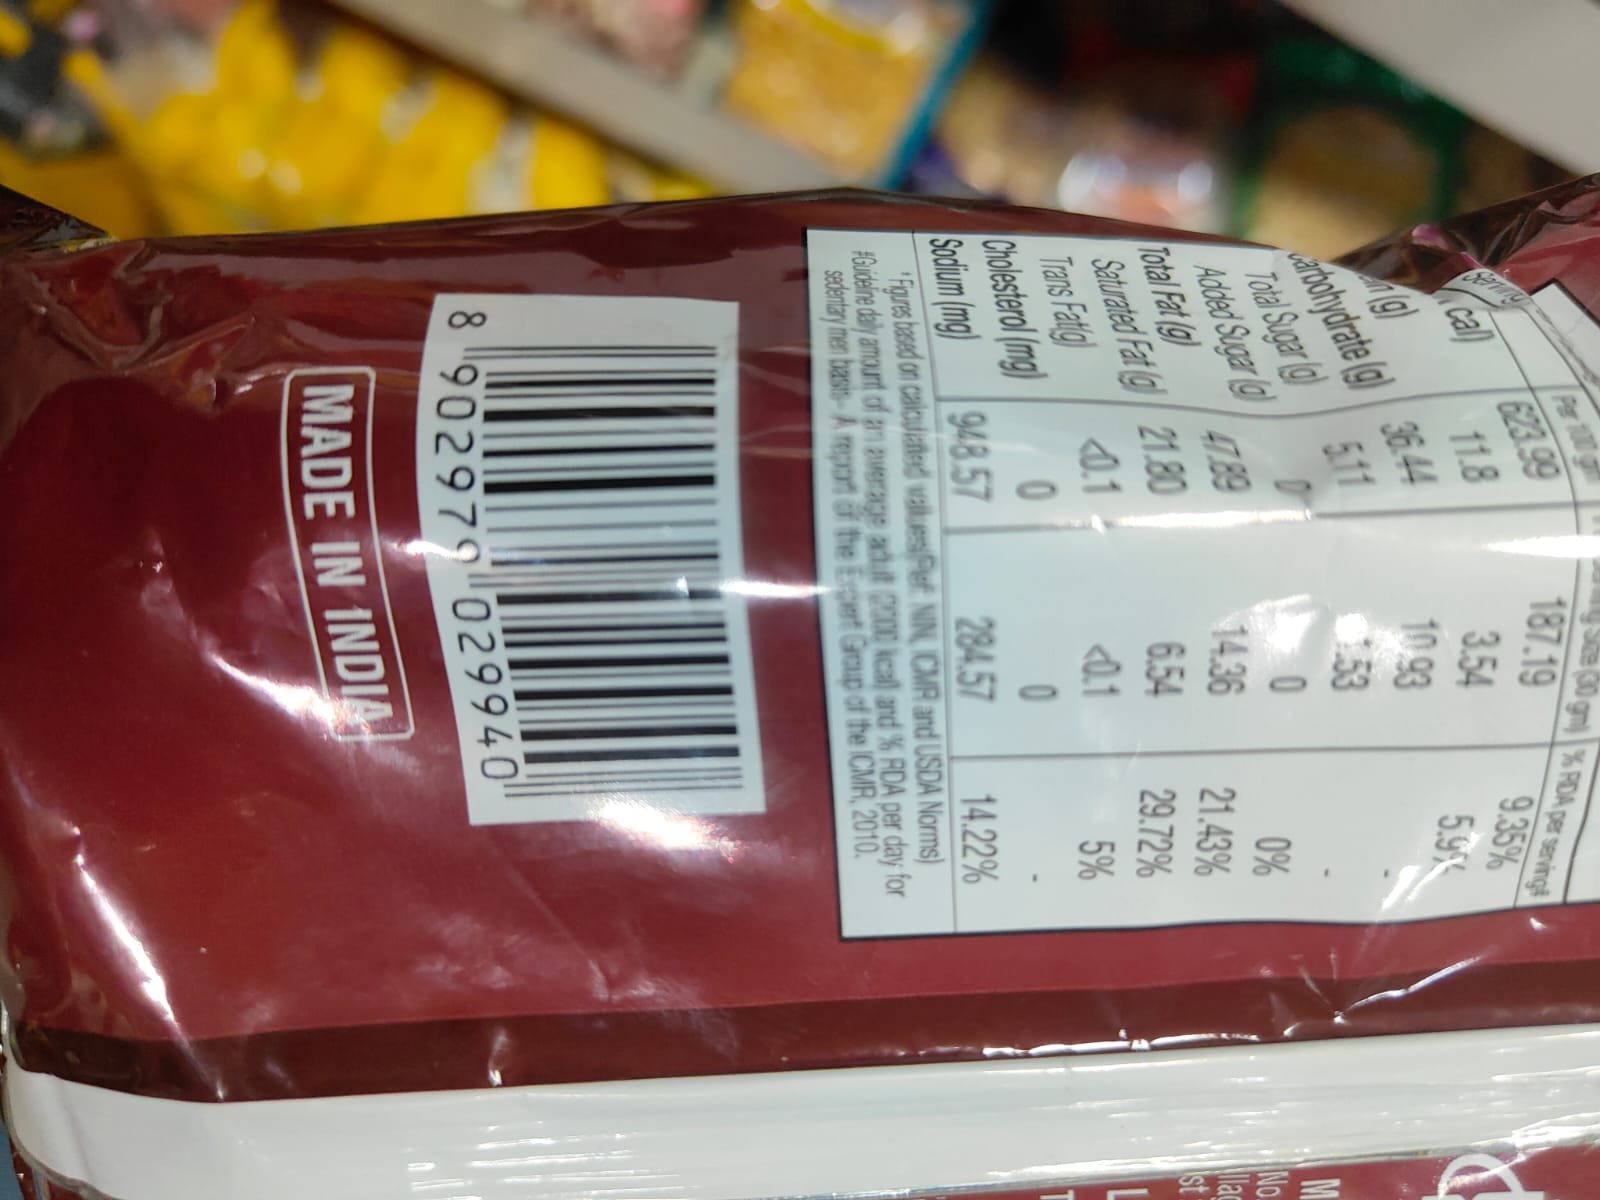 Per 100 gm % RDA per serving#
cal) 623.99 187.19 9.35%
(g) 11.8 3.54
Carbohydrate (g) 36.44 10.93 -
Total Sugar (g) 5.11 1.53 -
Added Sugar (g) 0 0 0%
Total Fat (g) 47.89 14.36 21.43%
Saturated Fat (g) 21.80 6.54 29.72%
Trans Fat(g) <0.1 <0.1 5%
Cholesterol (mg) 0 0 -
Sodium (mg) 948.57 284.57 14.22%
*Figures based on calculated values(Ref. NIN, ICMR and USDA Norms)
#Guideline daily amount of an average adult (2000 kcal) and % RDA per day for
sedentary men basis- A report of the Expert Group of the ICMR, 2010.
8 902979 029940
MADE IN INDIA